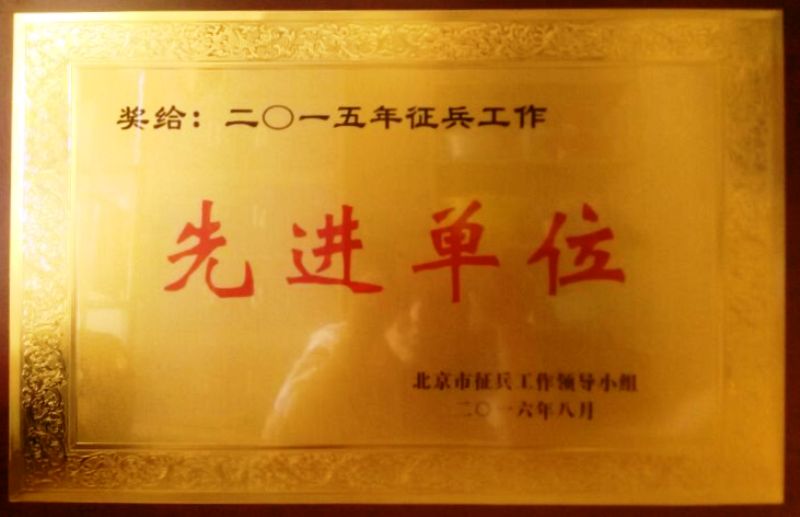 奖给：二〇一五年征兵工作
先进单位
北京市征兵工作领导小组
二〇一六年八月